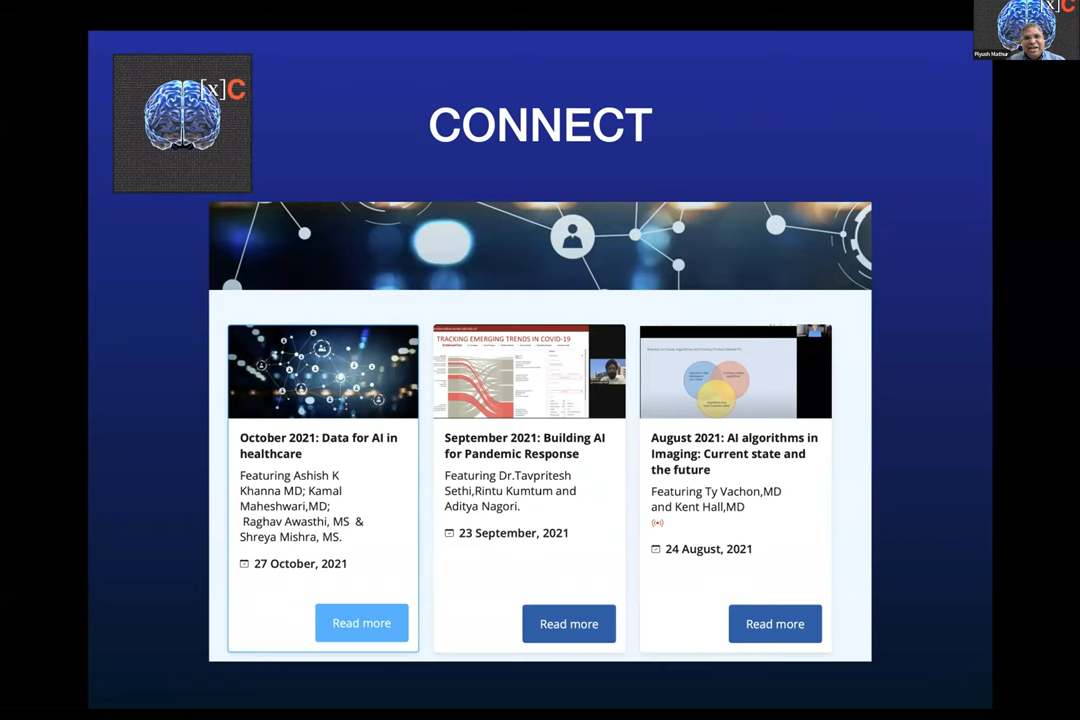 [x]C
Piyush Mathur
[x]C
CONNECT
TRACKING EMERGING TRENDS IN COVID-19
October 2021: Data for AI in
healthcare
Featuring Ashish K
Khanna MD; Kamal
Maheshwari,MD;
Raghav Awasthi, MS &
Shreya Mishra, MS.
27 October, 2021
Read more
September 2021: Building AI
for Pandemic Response
Featuring Dr.Tavpritesh
Sethi,Rintu Kumtum and
Aditya Nagori.
23 September, 2021
Read more
August 2021: AI algorithms in
Imaging: Current state and
the future
Featuring Ty Vachon,MD
and Kent Hall,MD
24 August, 2021
Read more